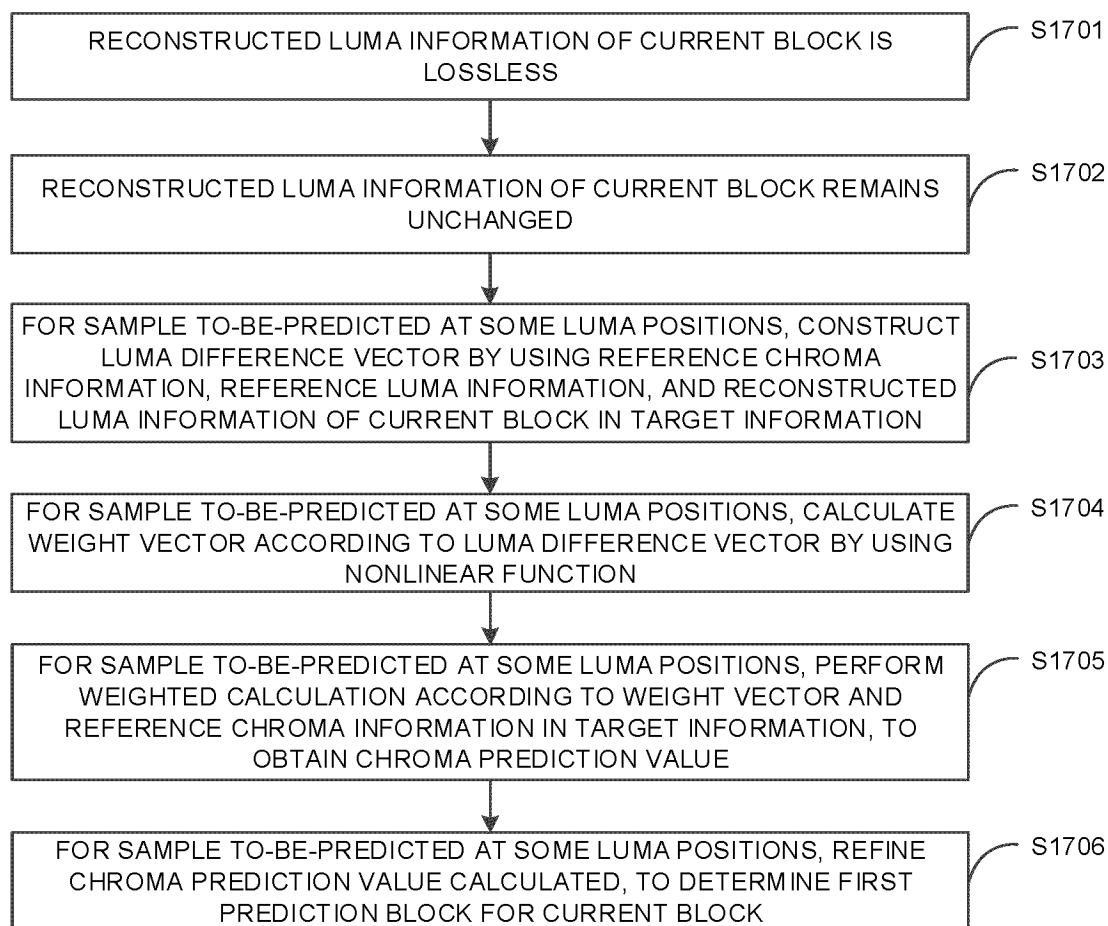 RECONSTRUCTED LUMA INFORMATION OF CURRENT BLOCK IS
LOSSLESS
S1701
RECONSTRUCTED LUMA INFORMATION OF CURRENT BLOCK REMAINS
UNCHANGED
S1702
FOR SAMPLE TO-BE-PREDICTED AT SOME LUMA POSITIONS, CONSTRUCT
LUMA DIFFERENCE VECTOR BY USING REFERENCE CHROMA
INFORMATION, REFERENCE LUMA INFORMATION, AND RECONSTRUCTED
LUMA INFORMATION OF CURRENT BLOCK IN TARGET INFORMATION
S1703
FOR SAMPLE TO-BE-PREDICTED AT SOME LUMA POSITIONS, CALCULATE
WEIGHT VECTOR ACCORDING TO LUMA DIFFERENCE VECTOR BY USING
NONLINEAR FUNCTION
S1704
FOR SAMPLE TO-BE-PREDICTED AT SOME LUMA POSITIONS, PERFORM
WEIGHTED CALCULATION ACCORDING TO WEIGHT VECTOR AND
REFERENCE CHROMA INFORMATION IN TARGET INFORMATION, TO
OBTAIN CHROMA PREDICTION VALUE
S1705
FOR SAMPLE TO-BE-PREDICTED AT SOME LUMA POSITIONS, REFINE
CHROMA PREDICTION VALUE CALCULATED, TO DETERMINE FIRST
PREDICTION BLOCK FOR CURRENT BLOCK
S1706